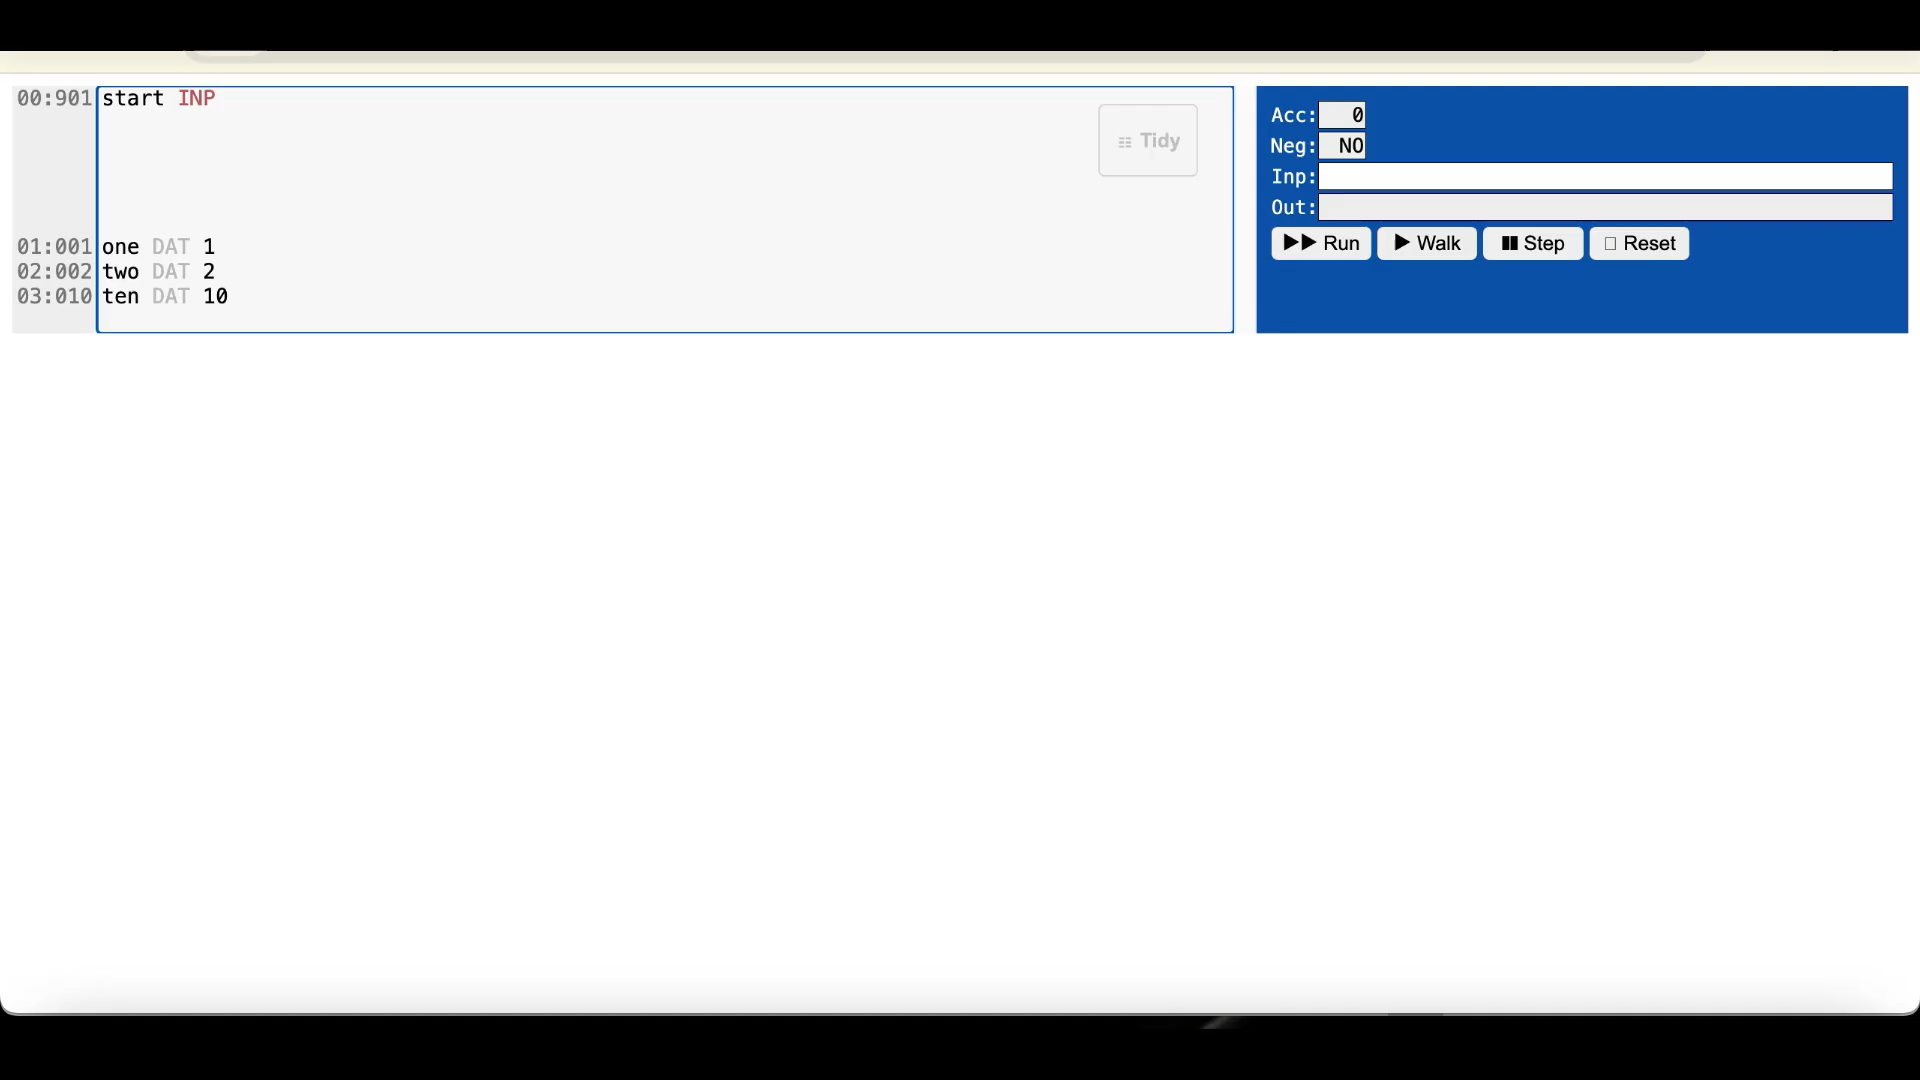 00:901 start INP
Tidy
01:001 one DAT 1
02:002 two DAT 2
03:010 ten DAT 10
Acc: 0
Neg: NO
Inp:
Out:
Run Walk Step Reset